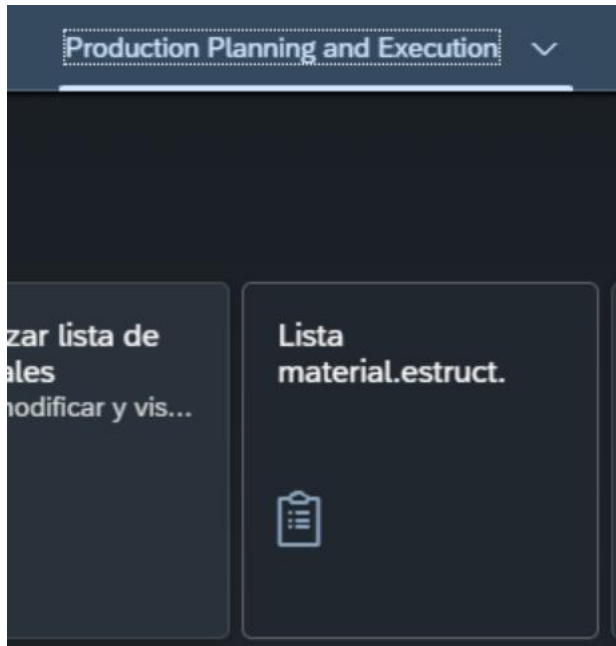 Production Planning and Execution
zar lista de
ales
nodificar y vis...
Lista
material.estruct.